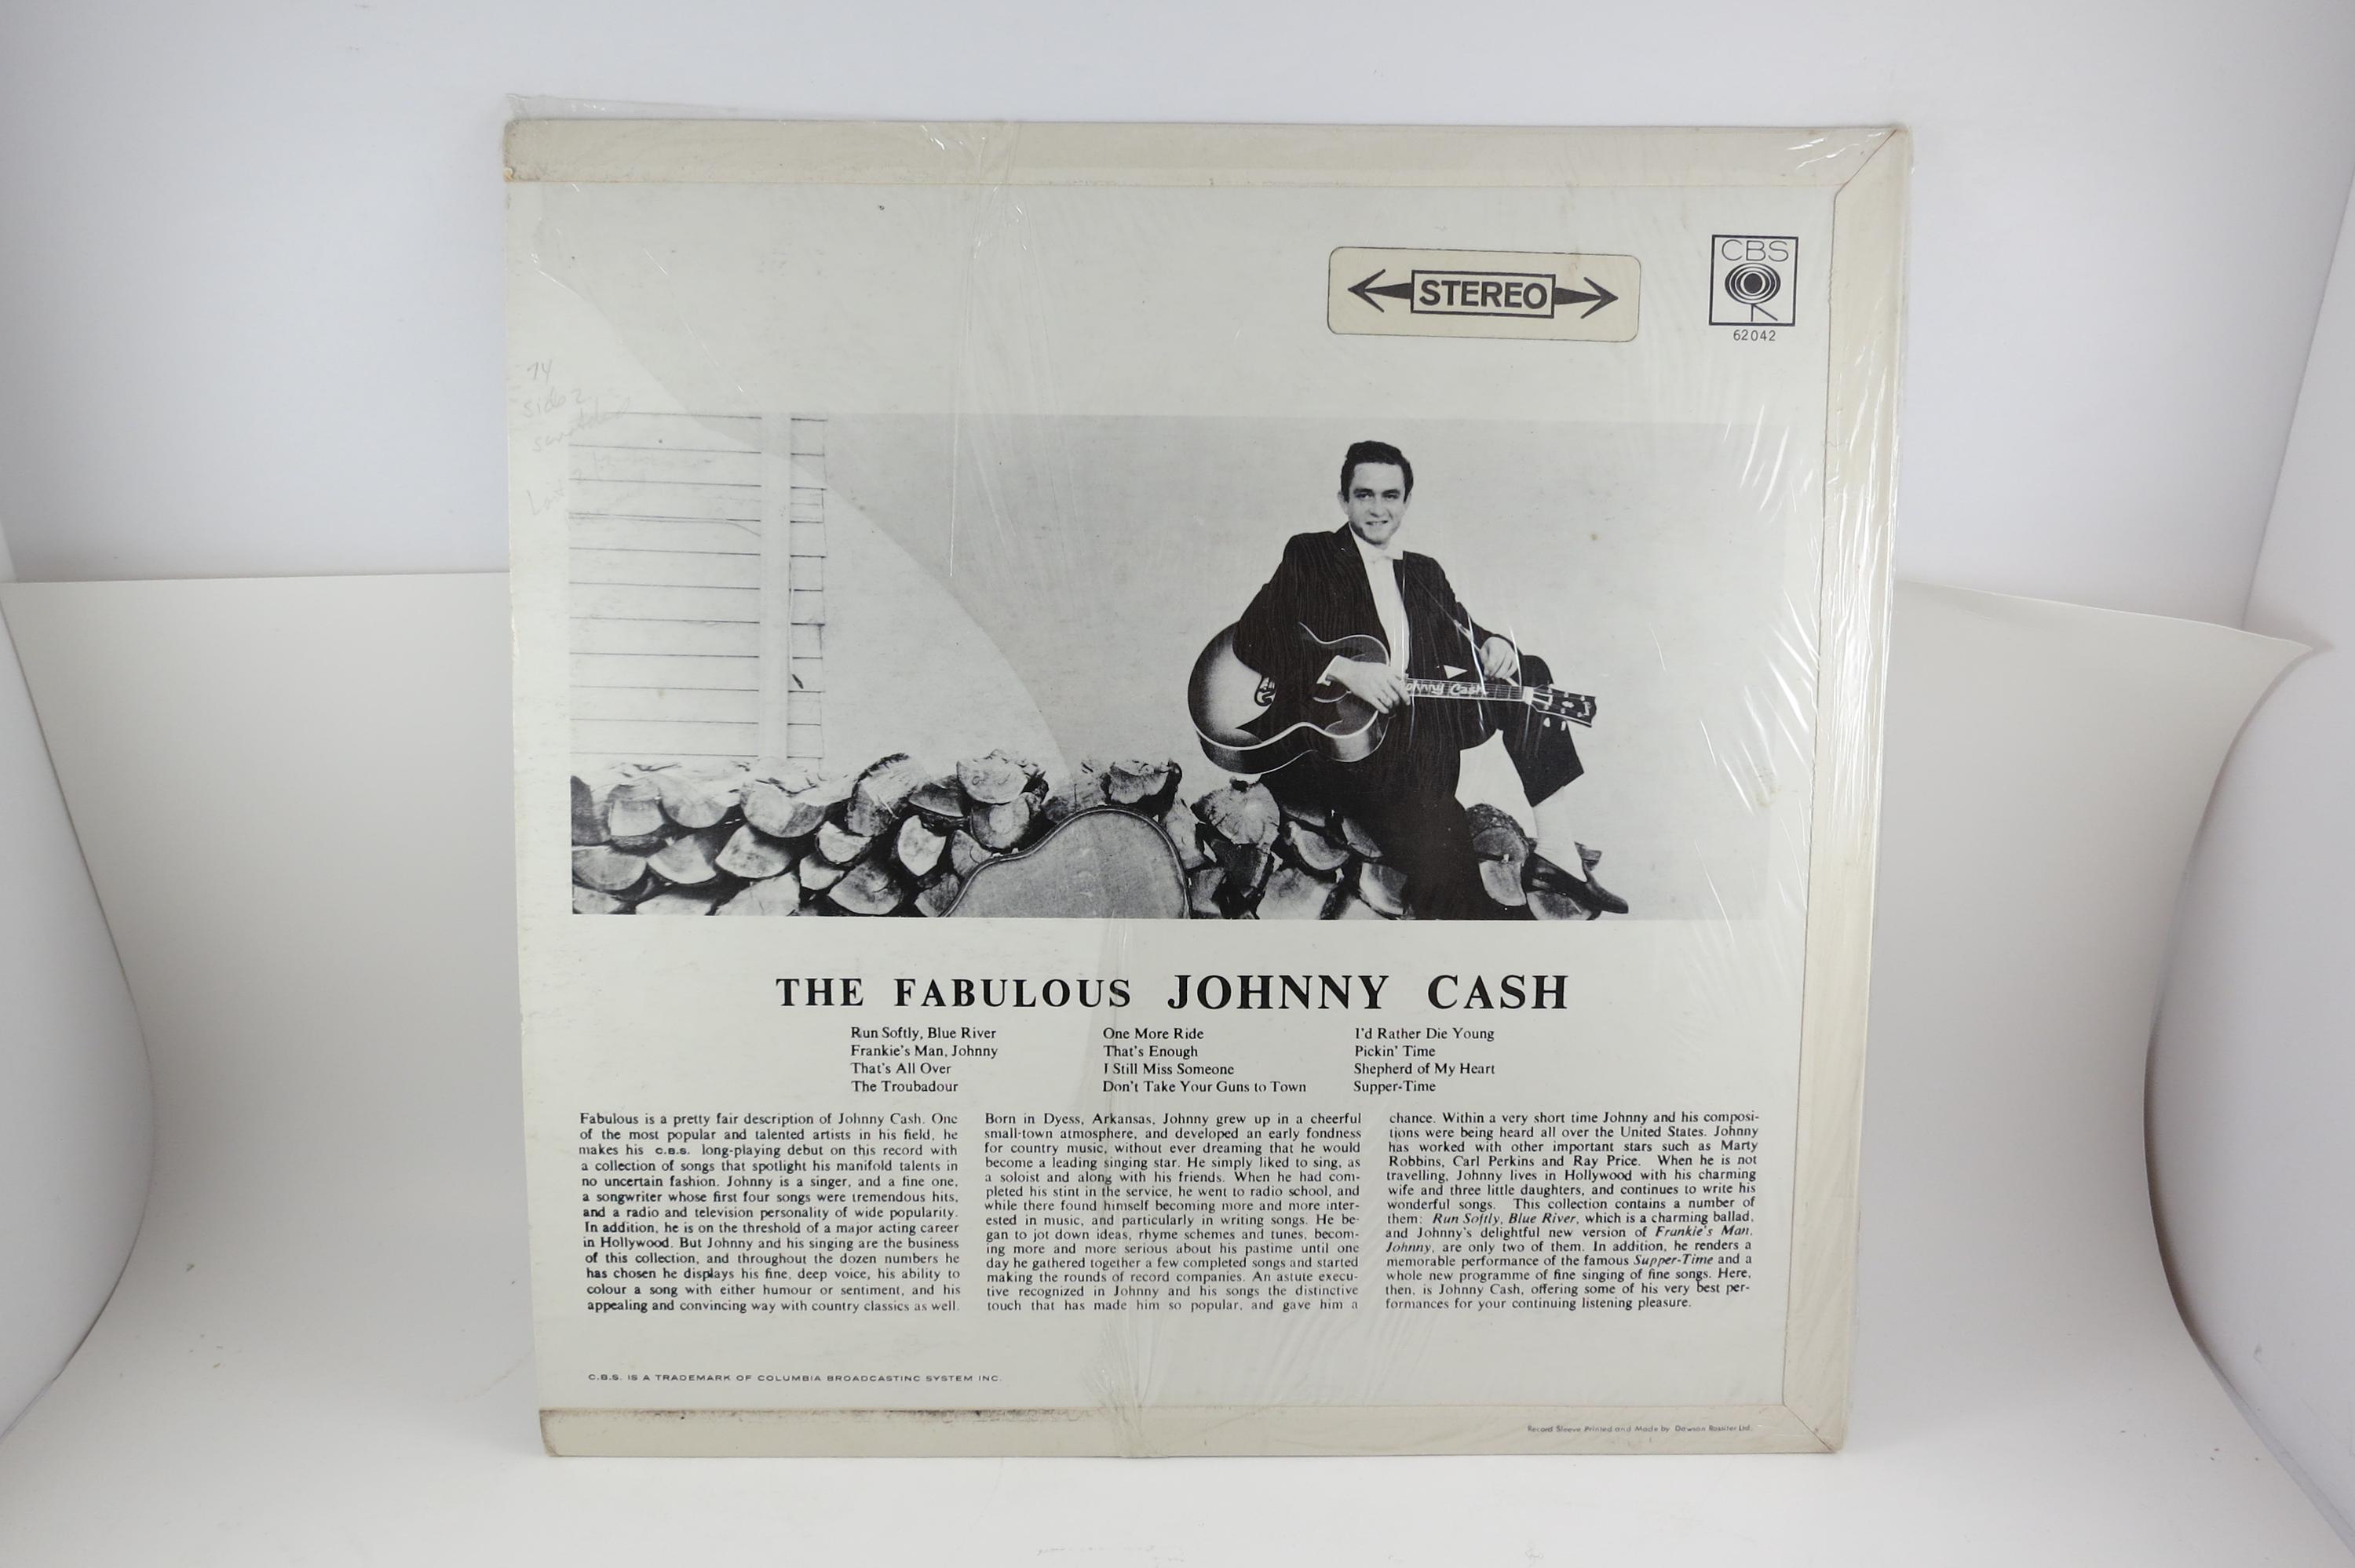 STEREO
CBS
62042
side 2
Johnny Cash
THE FABULOUS JOHNNY CASH
Run Softly, Blue River
Frankie's Man, Johnny
That's All Over
The Troubadour
One More Ride
That's Enough
I Still Miss Someone
Don't Take Your Guns to Town
I'd Rather Die Young
Pickin' Time
Shepherd of My Heart
Supper-Time
Fabulous is a pretty fair description of Johnny Cash. One
of the most popular and talented artists in his field, he
makes his C.B.S. long-playing debut on this record with
a collection of songs that spotlight his manifold talents in
no uncertain fashion. Johnny is a singer, and a fine one,
a songwriter whose first four songs were tremendous hits,
and a radio and television personality of wide popularity.
In addition, he is on the threshold of a major acting career
in Hollywood. But Johnny and his singing are the business
of this collection, and throughout the dozen numbers he
has chosen he displays his fine, deep voice, his ability to
colour a song with either humour or sentiment, and his
appealing and convincing way with country classics as well.
Born in Dyess, Arkansas, Johnny grew up in a cheerful
small-town atmosphere, and developed an early fondness
for country music, without ever dreaming that he would
become a leading singing star. He simply liked to sing, as
a soloist and along with his friends. When he had com-
pleted his stint in the service, he went to radio school, and
while there found himself becoming more and more inter-
ested in music, and particularly in writing songs. He be-
gan to jot down ideas, rhyme schemes and tunes, becom-
ing more and more serious about his pastime until one
day he gathered together a few completed songs and started
making the rounds of record companies. An astute execu-
tive recognized in Johnny and his songs the distinctive
touch that has made him so popular, and gave him a
chance. Within a very short time Johnny and his composi-
tions were being heard all over the United States. Johnny
has worked with other important stars such as Marty
Robbins, Carl Perkins and Ray Price. When he is not
travelling, Johnny lives in Hollywood with his charming
wife and three little daughters, and continues to write his
wonderful songs. This collection contains a number of
them: Run Softly, Blue River, which is a charming ballad,
and Johnny's delightful new version of Frankie's Man,
Johnny, are only two of them. In addition, he renders a
memorable performance of the famous Supper-Time and a
whole new programme of fine singing of fine songs. Here,
then, is Johnny Cash, offering some of his very best per-
formances for your continuing listening pleasure.
C.B.S. IS A TRADEMARK OF COLUMBIA BROADCASTING SYSTEM INC.
Record Sleeve Printed and Made by Dawson Rossiter Ltd.